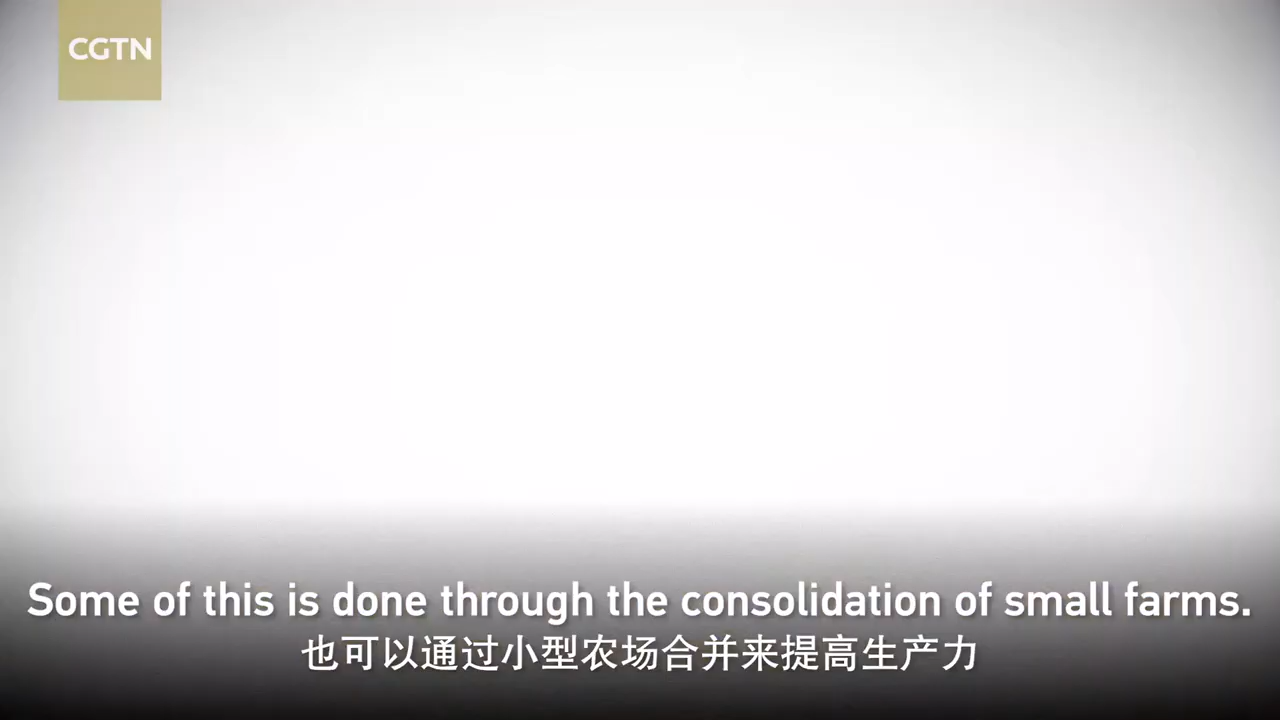 CGTN
Some of this is done through the consolidation of small farms.
也可以通过小型农场合并来提高生产力